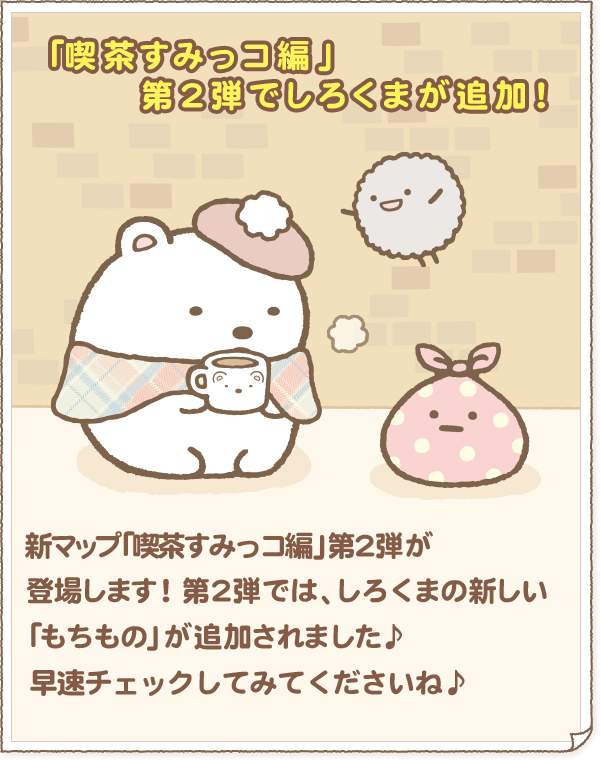 「喫茶すみっコ編」
第2弾でしろくまが追加!
新マップ「喫茶すみっコ編」第2弾が
登場します! 第2弾では、しろくまの新しい
「もちもの」が追加されました♪
早速チェックしてみてくださいね♪